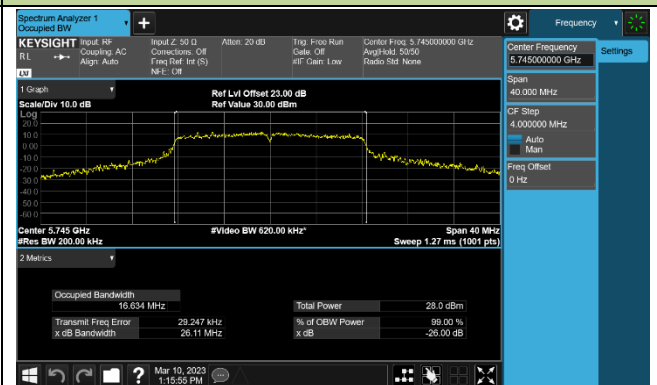 Spectrum Analyzer 1
Occupied BW
+
Frequency
KEYSIGHT
RL
LXI
Input: RF
Coupling: AC
Align: Auto
Input Z: 50 Ω
Corrections: Off
Freq Ref: Int (S)
NFE: Off
Atten: 20 dB
Trig: Free Run
Gate: Off
#IF Gain: Low
Center Freq: 5.745000000 GHz
Avg|Hold: 50/50
Radio Std: None
Center Frequency
5.745000000 GHz
Settings
Span
40.000 MHz
CF Step
4.000000 MHz
Auto
Man
Freq Offset
0 Hz
1 Graph
Scale/Div 10.0 dB
Ref Lvl Offset 23.00 dB
Ref Value 30.00 dBm
Log
20.0
10.0
0.00
-10.0
-20.0
-30.0
-40.0
-50.0
-60.0
Center 5.745 GHz
#Res BW 200.00 kHz
#Video BW 620.00 kHz*
Span 40 MHz
Sweep 1.27 ms (1001 pts)
2 Metrics
Occupied Bandwidth
16.634 MHz
Total Power 28.0 dBm
Transmit Freq Error 29.247 kHz
% of OBW Power 99.00 %
x dB Bandwidth 26.11 MHz
x dB -26.00 dB
?
Mar 10, 2023
1:15:55 PM